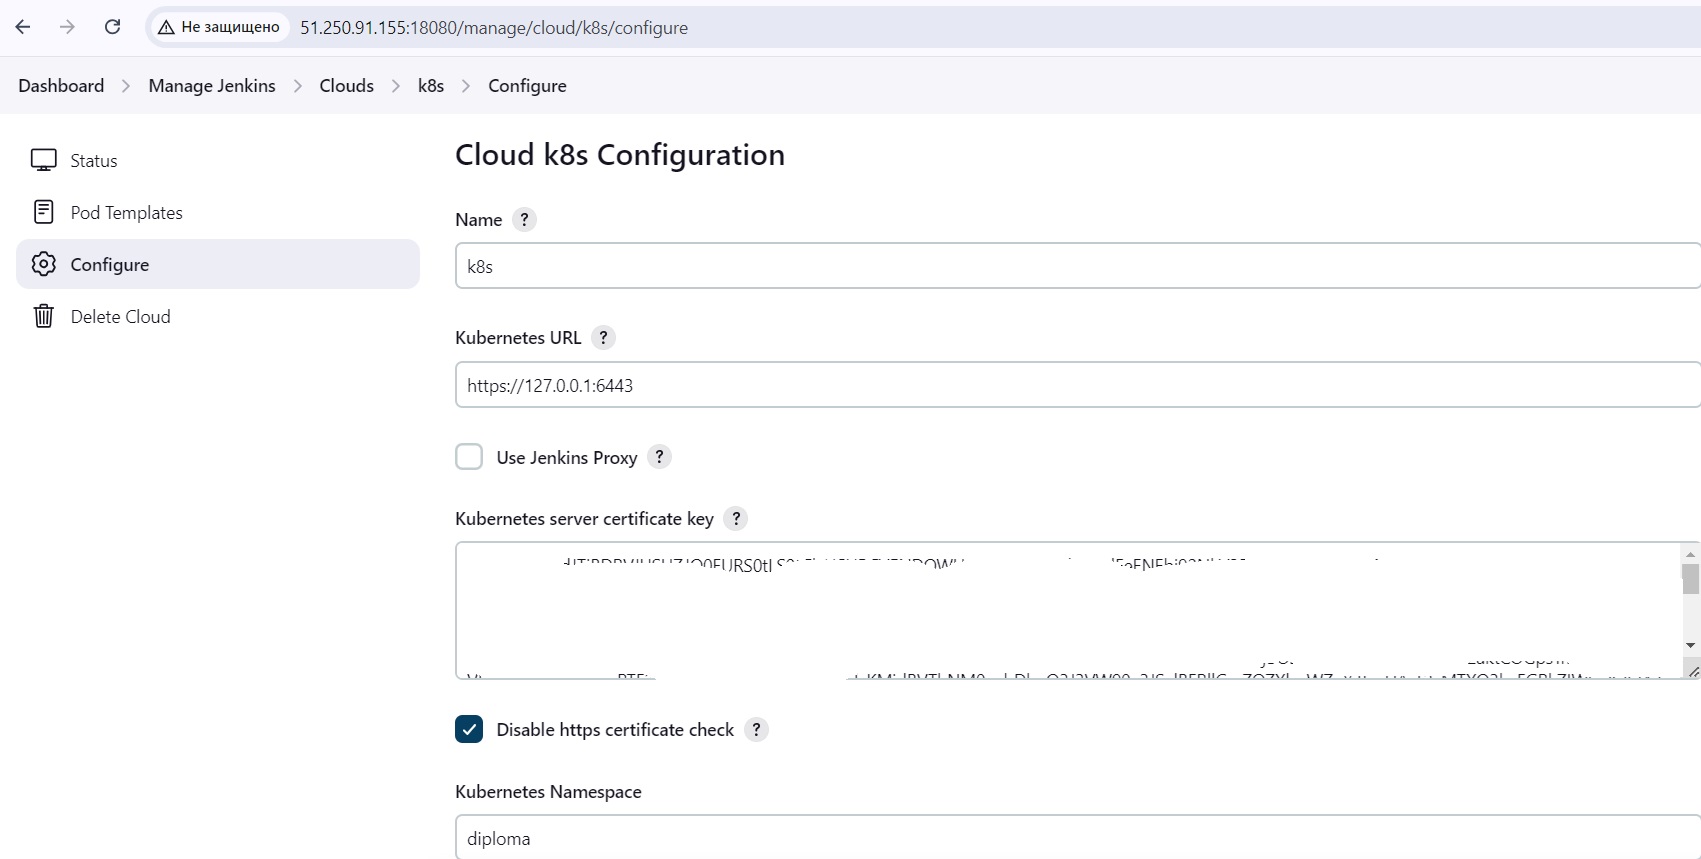 Не защищено 51.250.91.155:18080/manage/cloud/k8s/configure
Dashboard > Manage Jenkins > Clouds > k8s > Configure
Status
Pod Templates
Configure
Delete Cloud
Cloud k8s Configuration
Name ?
k8s
Kubernetes URL ?
https://127.0.0.1:6443
Use Jenkins Proxy ?
Kubernetes server certificate key ?
Disable https certificate check ?
Kubernetes Namespace
diploma